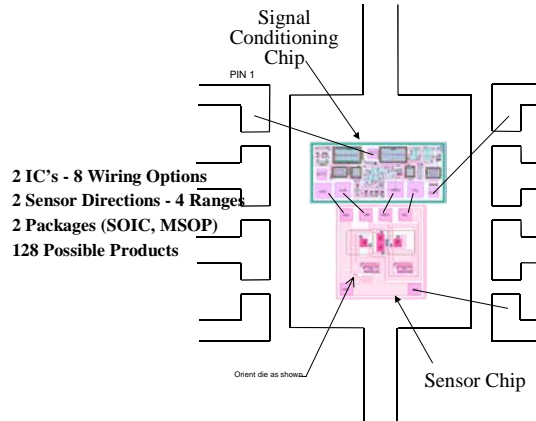 Signal
Conditioning
Chip
PIN 1
2 IC's - 8 Wiring Options
2 Sensor Directions - 4 Ranges
2 Packages (SOIC, MSOP)
128 Possible Products
Orient die as shown
Sensor Chip